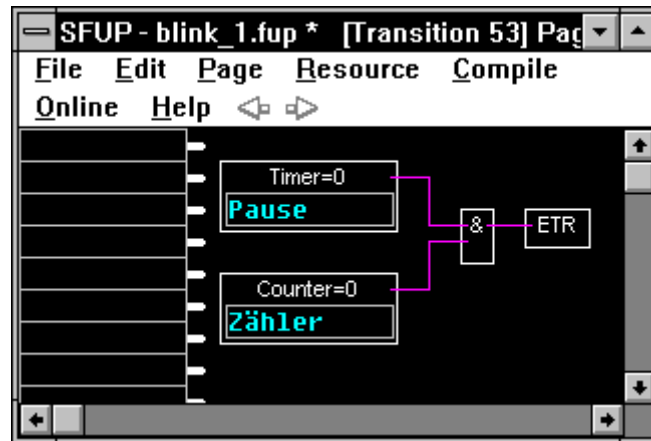 SFUP - blink_1.fup * [Transition 53] Pag
File Edit Page Resource Compile
Online Help
Timer=0
Pause
& ETR
Counter=0
Zähler